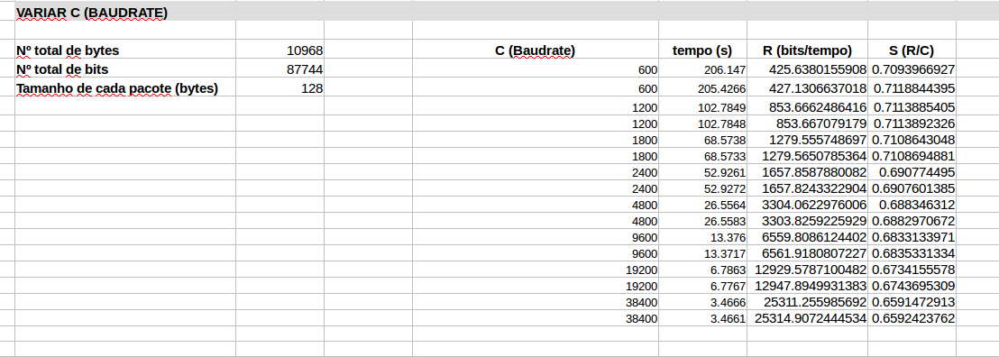 VARIAR C (BAUDRATE)
Nº total de bytes 10968 C (Baudrate) tempo (s) R (bits/tempo) S (R/C)
Nº total de bits 87744 600 206.147 425.6380155908 0.7093966927
Tamanho de cada pacote (bytes) 128 600 205.4266 427.1306637018 0.7118844395
1200 102.7849 853.6662486416 0.7113885405
1200 102.7848 853.667079179 0.7113892326
1800 68.5738 1279.555748697 0.7108643048
1800 68.5733 1279.5650785364 0.7108694881
2400 52.9261 1657.8587880082 0.690774495
2400 52.9272 1657.8243322904 0.6907601385
4800 26.5564 3304.0622976006 0.688346312
4800 26.5583 3303.8259225929 0.6882970672
9600 13.376 6559.8086124402 0.6833133971
9600 13.3717 6561.9180807227 0.6835331334
19200 6.7863 12929.5787100482 0.6734155578
19200 6.7767 12947.8949931383 0.6743695309
38400 3.4666 25311.255985692 0.6591472913
38400 3.4661 25314.9072444534 0.6592423762